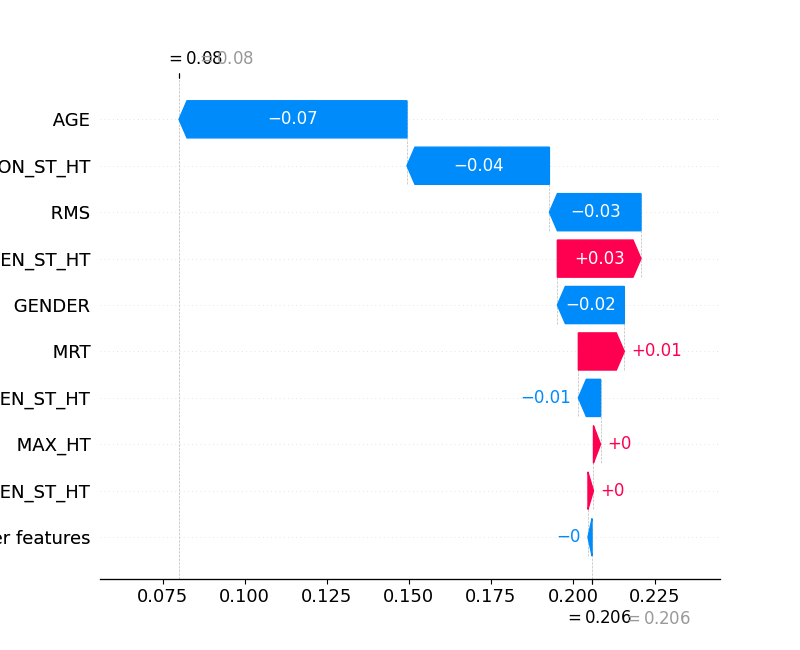 = 0.08 = 0.08
AGE −0.07
ON_ST_HT −0.04
RMS −0.03
EN_ST_HT +0.03
GENDER −0.02
MRT +0.01
EN_ST_HT −0.01
MAX_HT +0
EN_ST_HT +0
er features −0
0.075 0.100 0.125 0.150 0.175 0.200 0.225
= 0.206 = 0.206